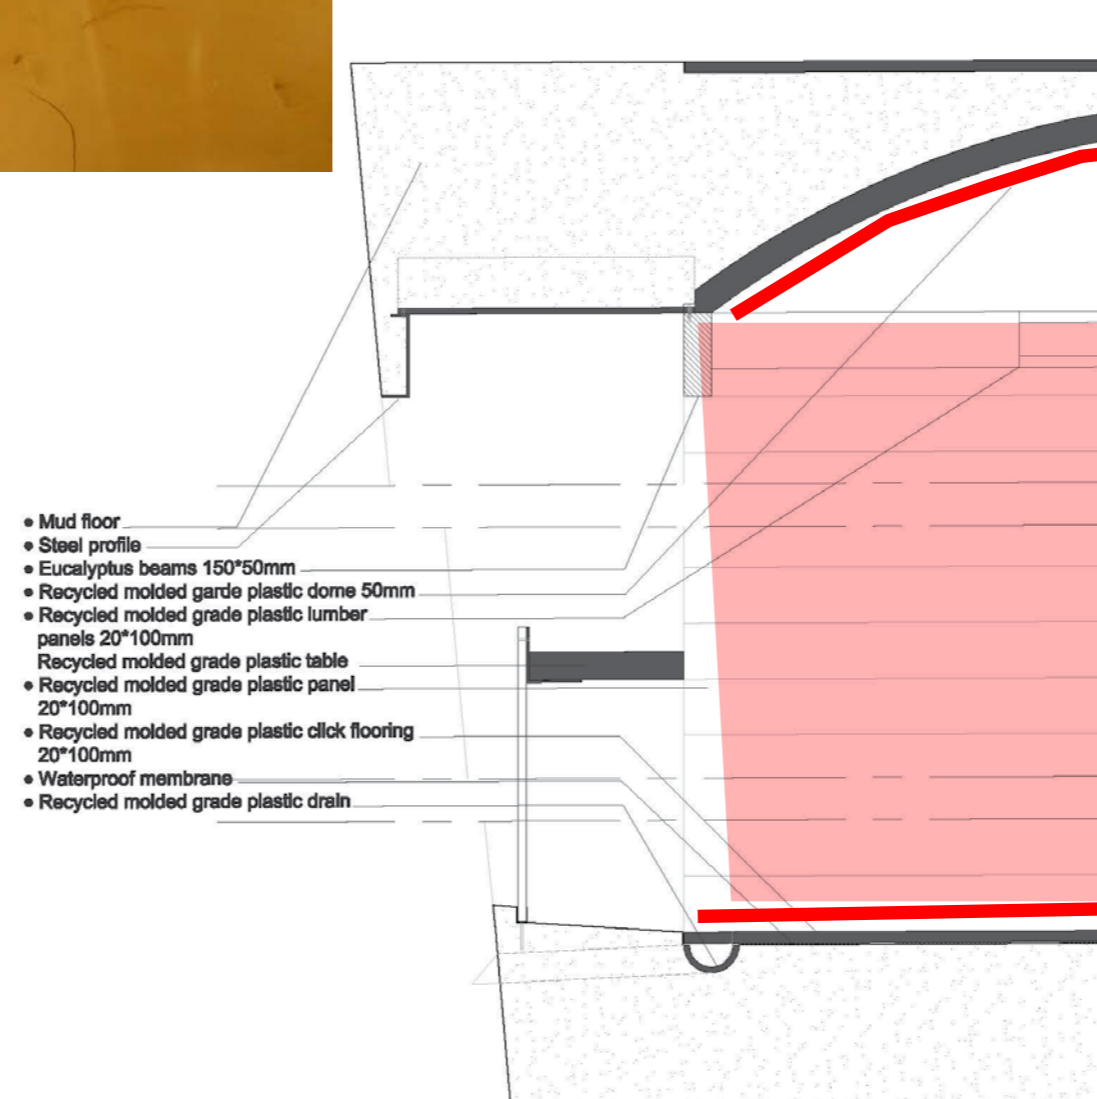 • Mud floor
• Steel profile
• Eucalyptus beams 150*50mm
• Recycled molded garde plastic dome 50mm
• Recycled molded grade plastic lumber
panels 20*100mm
Recycled molded grade plastic table
• Recycled molded grade plastic panel
20*100mm
• Recycled molded grade plastic click flooring
20*100mm
• Waterproof membrane
• Recycled molded grade plastic drain